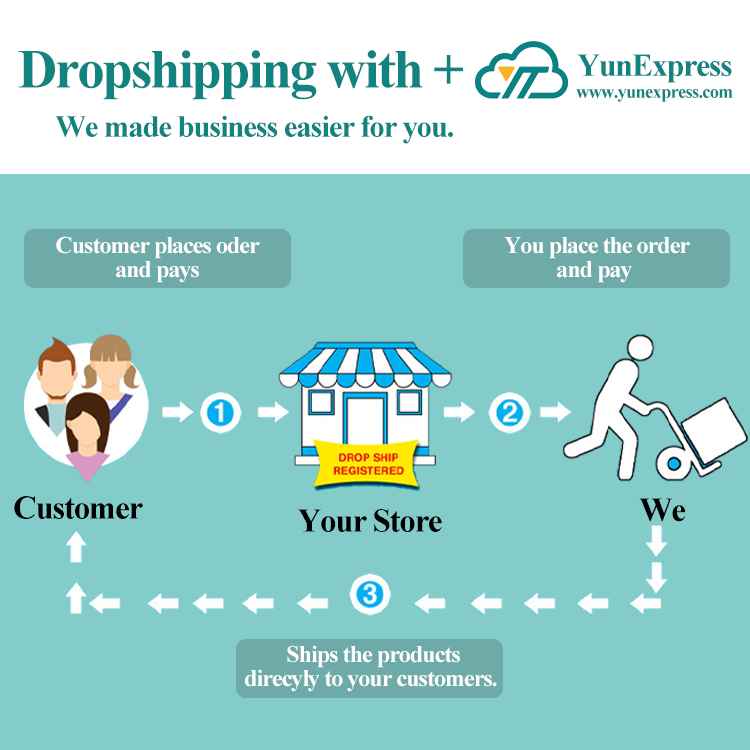 Dropshipping with + YunExpress
www.yunexpress.com
We made business easier for you.
Customer places oder
and pays
You place the order
and pay
1
2
DROP SHIP
REGISTERED
Customer
Your Store
We
3
Ships the products
direcyly to your customers.